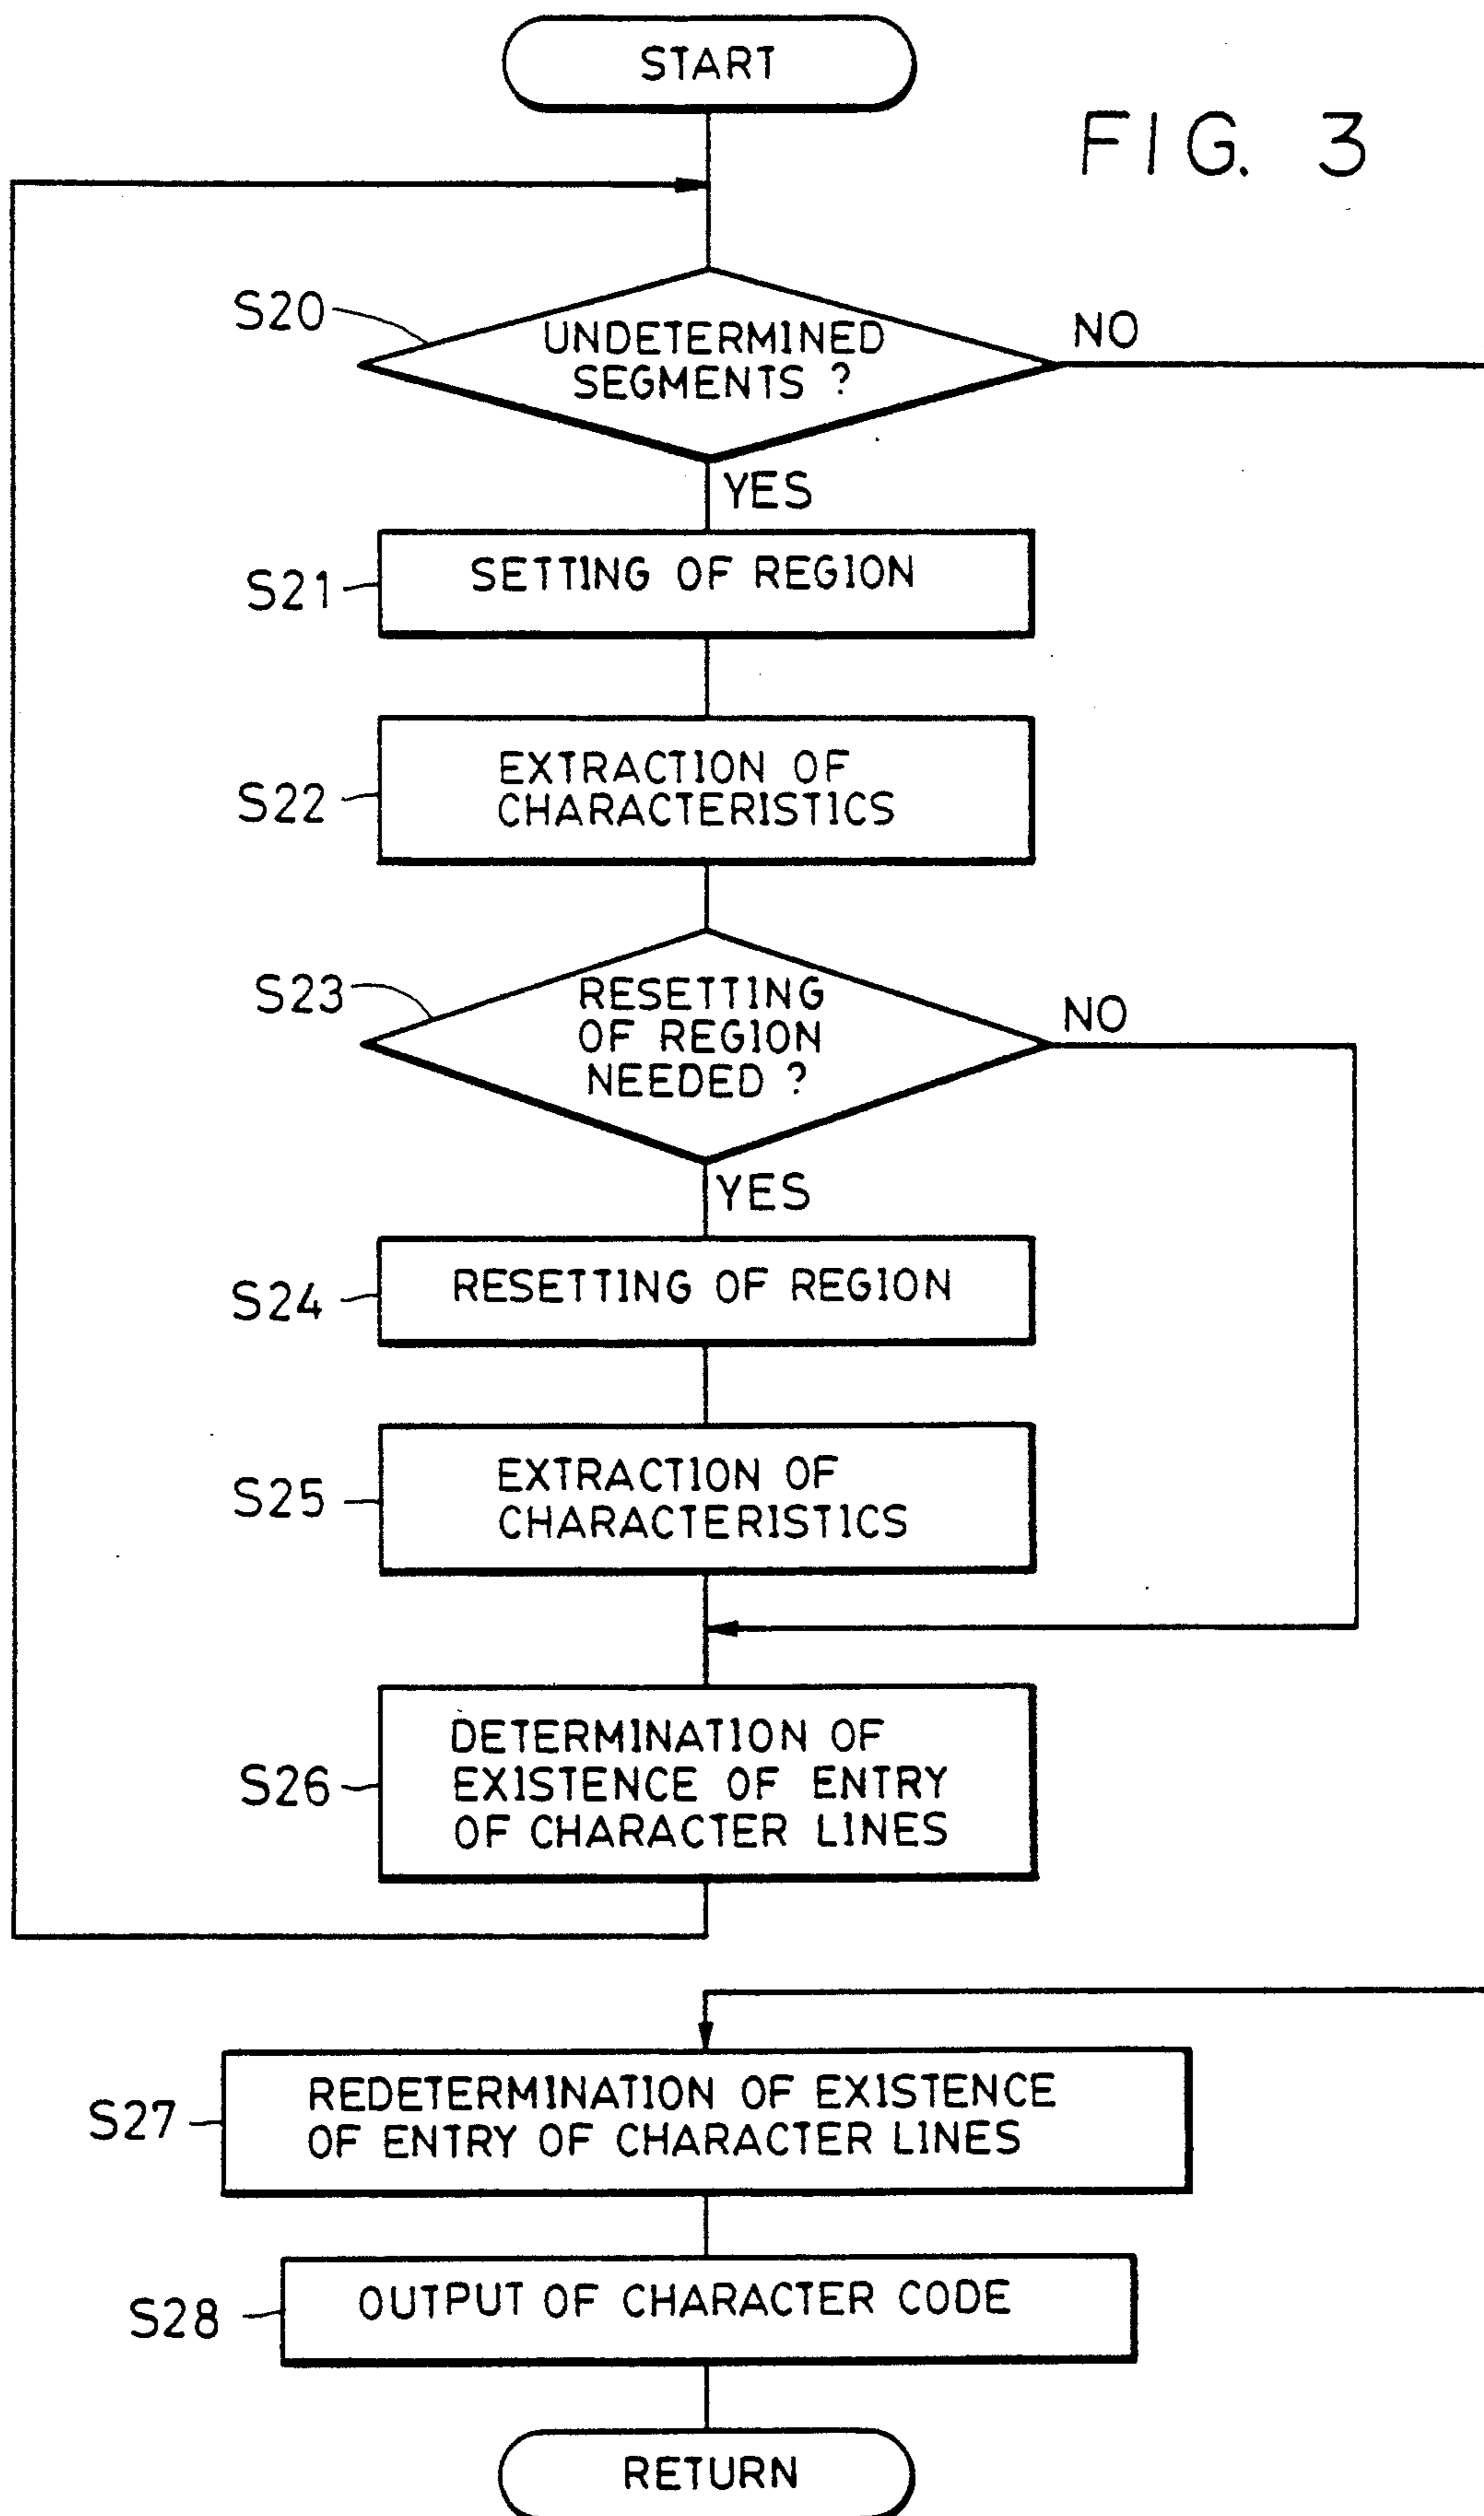 START
FIG. 3
S20
UNDETERMINED
SEGMENTS ?
NO
YES
S21
SETTING OF REGION
S22
EXTRACTION OF
CHARACTERISTICS
S23
RESETTING
OF REGION
NEEDED ?
NO
YES
S24
RESETTING OF REGION
S25
EXTRACTION OF
CHARACTERISTICS
S26
DETERMINATION OF
EXISTENCE OF ENTRY
OF CHARACTER LINES
S27
REDETERMINATION OF EXISTENCE
OF ENTRY OF CHARACTER LINES
S28
OUTPUT OF CHARACTER CODE
RETURN